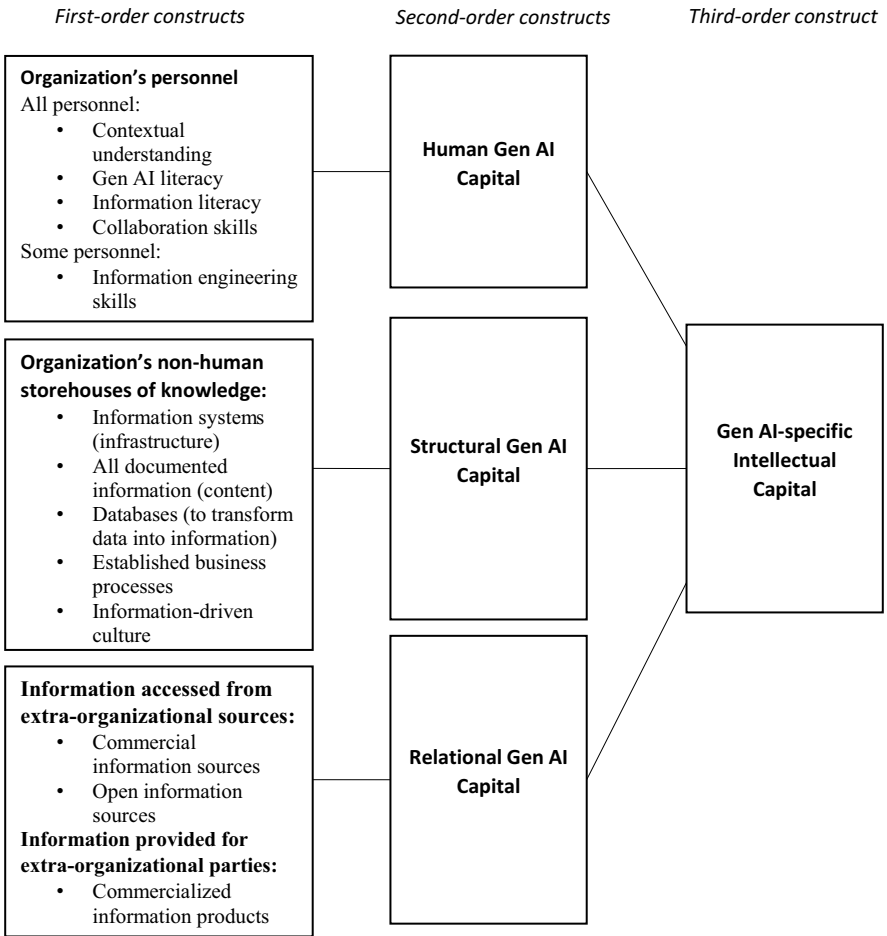 First-order constructs
Second-order constructs
Third-order construct
Organization's personnel
All personnel:
• Contextual
understanding
• Gen AI literacy
• Information literacy
• Collaboration skills
Some personnel:
• Information engineering
skills
Human Gen AI
Capital
Organization's non-human
storehouses of knowledge:
• Information systems
(infrastructure)
• All documented
information (content)
• Databases (to transform
data into information)
• Established business
processes
• Information-driven
culture
Structural Gen AI
Capital
Gen AI-specific
Intellectual
Capital
Information accessed from
extra-organizational sources:
• Commercial
information sources
• Open information
sources
Information provided for
extra-organizational parties:
• Commercialized
information products
Relational Gen AI
Capital